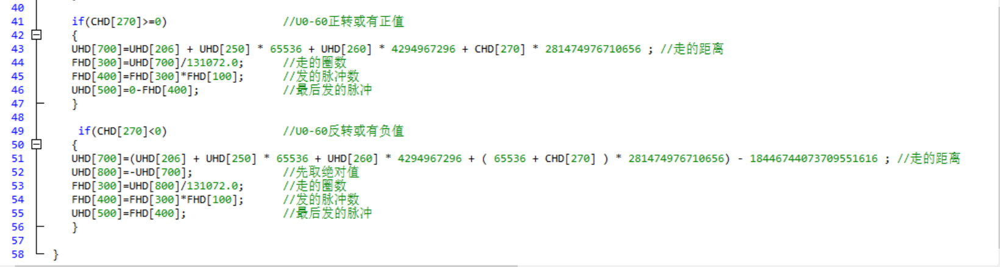 40
41 if(CHD[270]>=0) //U0-60正转或有正值
42 {
43 UHD[700]=UHD[206] + UHD[250] * 65536 + UHD[260] * 4294967296 + CHD[270] * 281474976710656 ; //走的距离
44 FHD[300]=UHD[700]/131072.0; //走的圈数
45 FHD[400]=FHD[300]*FHD[100]; //发的脉冲数
46 UHD[500]=0-FHD[400]; //最后发的脉冲
47 }
48
49 if(CHD[270]<0) //U0-60反转或有负值
50 {
51 UHD[700]=(UHD[206] + UHD[250] * 65536 + UHD[260] * 4294967296 + ( 65536 + CHD[270] ) * 281474976710656) - 18446744073709551616 ; //走的距离
52 UHD[800]=-UHD[700]; //先取绝对值
53 FHD[300]=UHD[800]/131072.0; //走的圈数
54 FHD[400]=FHD[300]*FHD[100]; //发的脉冲数
55 UHD[500]=FHD[400]; //最后发的脉冲
56 }
57
58 }